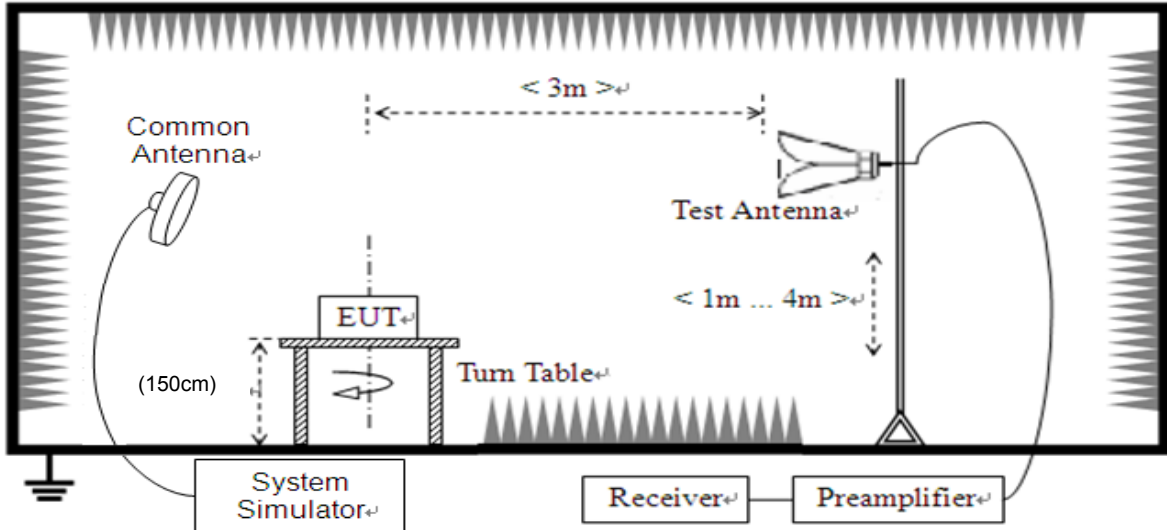 < 3m >↵
Common
Antenna↵
Test Antenna↵
< 1m ... 4m >↵
EUT↵
(150cm)
Turn Table↵
System
Simulator↵
Receiver↵
Preamplifier↵